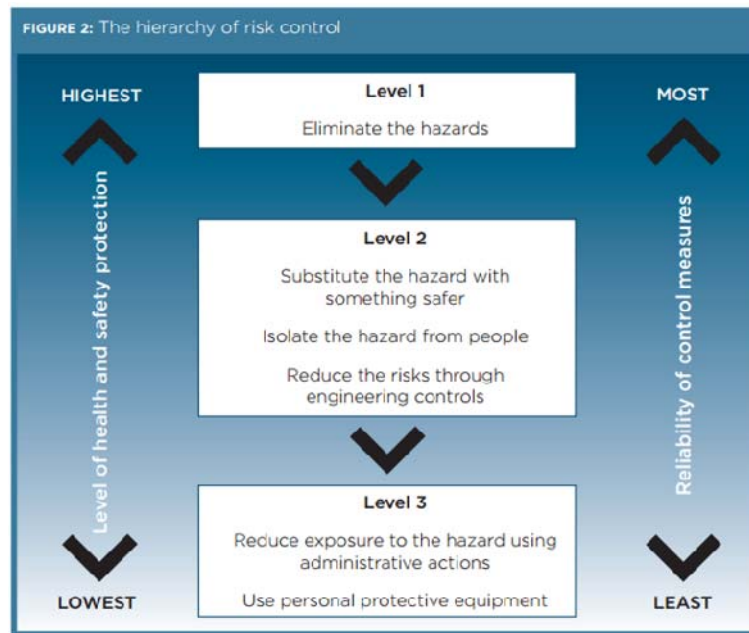 FIGURE 2: The hierarchy of risk control
HIGHEST
Level of health and safety protection
LOWEST
Level 1
Eliminate the hazards
Level 2
Substitute the hazard with
something safer
Isolate the hazard from people
Reduce the risks through
engineering controls
Level 3
Reduce exposure to the hazard using
administrative actions
Use personal protective equipment
MOST
Reliability of control measures
LEAST